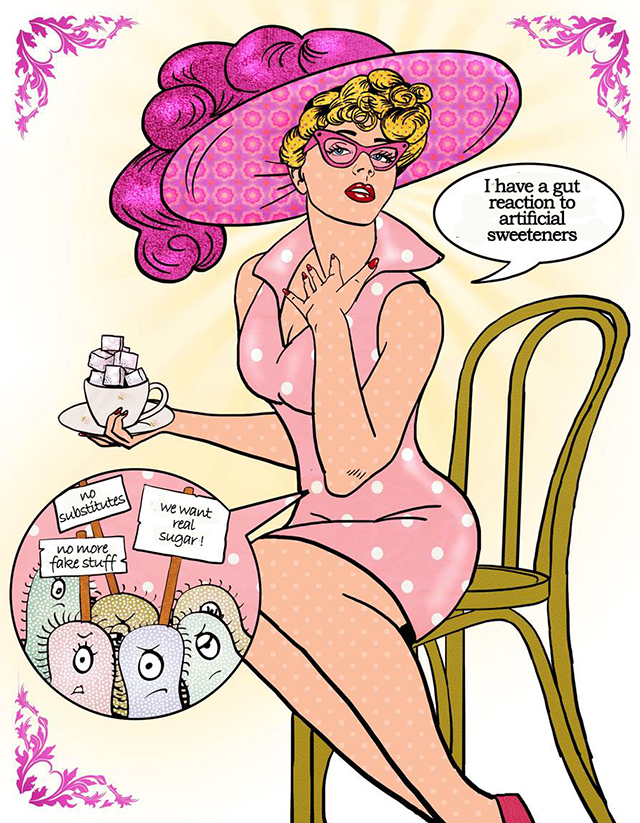 I have a gut
reaction to
artificial
sweeteners
no
substitutes
we want
real
sugar !
no more
fake stuff